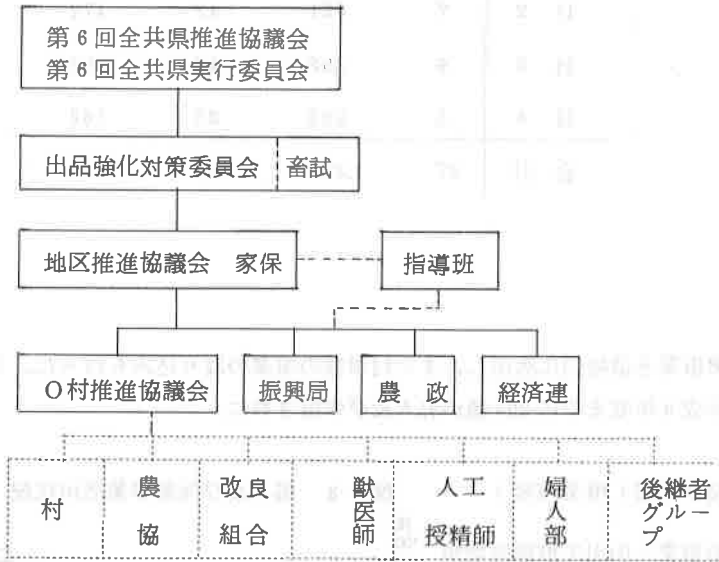 第6回全共県推進協議会
第6回全共県実行委員会
出品強化対策委員会 畜試
地区推進協議会 家保
指導班
O村推進協議会
振興局
農政
経済連
村
農協
改良組合
獣医師
人工授精師
婦人部
後継者グループ